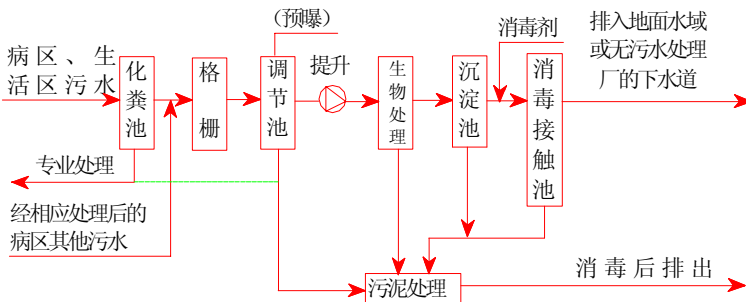 （预曝）
消毒剂
排入地面水域
或无污水处理
厂的下水道
病区、生
活区污水
化粪池
格栅
调节池
提升
生物处理
沉淀池
消毒接触池
专业处理
经相应处理后的
病区其他污水
污泥处理
消毒后排出